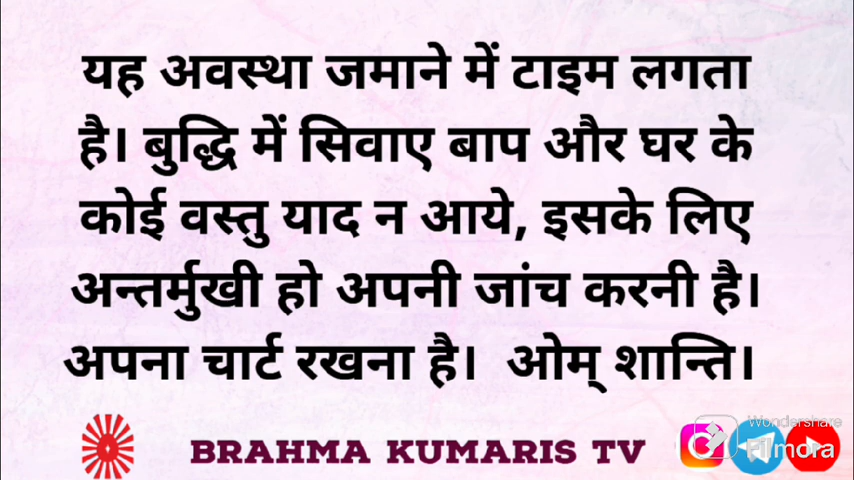 यह अवस्था जमाने में टाइम लगता
है। बुद्धि में सिवाए बाप और घर के
कोई वस्तु याद न आये, इसके लिए
अन्तर्मुखी हो अपनी जांच करनी है।
अपना चार्ट रखना है। ओम् शान्ति।
BRAHMA KUMARIS TV
Wondershare
Filmora